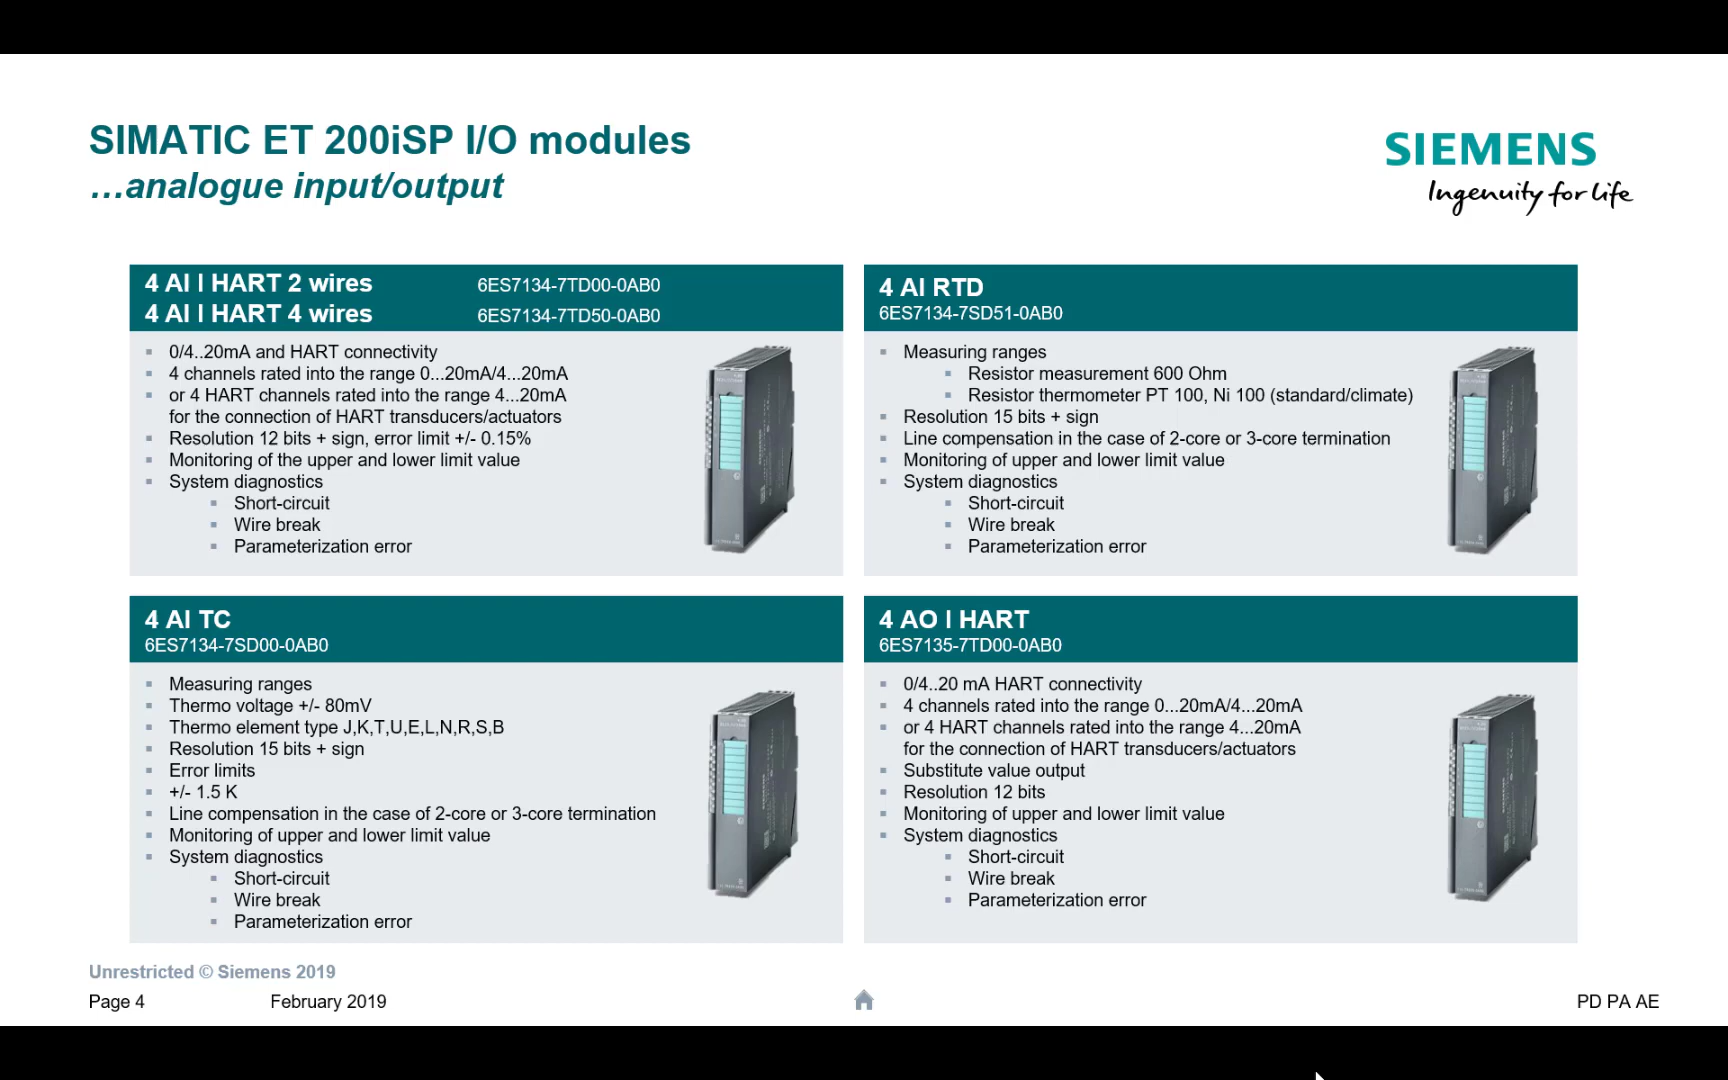 SIMATIC ET 200iSP I/O modules
...analogue input/output
SIEMENS
Ingenuity for life
4 AI I HART 2 wires 6ES7134-7TD00-0AB0
4 AI I HART 4 wires 6ES7134-7TD50-0AB0
0/4..20mA and HART connectivity
4 channels rated into the range 0...20mA/4...20mA
or 4 HART channels rated into the range 4...20mA
for the connection of HART transducers/actuators
Resolution 12 bits + sign, error limit +/- 0.15%
Monitoring of the upper and lower limit value
System diagnostics
Short-circuit
Wire break
Parameterization error
4 AI RTD
6ES7134-7SD51-0AB0
Measuring ranges
Resistor measurement 600 Ohm
Resistor thermometer PT 100, Ni 100 (standard/climate)
Resolution 15 bits + sign
Line compensation in the case of 2-core or 3-core termination
Monitoring of upper and lower limit value
System diagnostics
Short-circuit
Wire break
Parameterization error
4 AI TC
6ES7134-7SD00-0AB0
Measuring ranges
Thermo voltage +/- 80mV
Thermo element type J,K,T,U,E,L,N,R,S,B
Resolution 15 bits + sign
Error limits
+/- 1.5 K
Line compensation in the case of 2-core or 3-core termination
Monitoring of upper and lower limit value
System diagnostics
Short-circuit
Wire break
Parameterization error
4 AO I HART
6ES7135-7TD00-0AB0
0/4..20 mA HART connectivity
4 channels rated into the range 0...20mA/4...20mA
or 4 HART channels rated into the range 4...20mA
for the connection of HART transducers/actuators
Substitute value output
Resolution 12 bits
Monitoring of upper and lower limit value
System diagnostics
Short-circuit
Wire break
Parameterization error
Unrestricted © Siemens 2019
Page 4 February 2019 PD PA AE